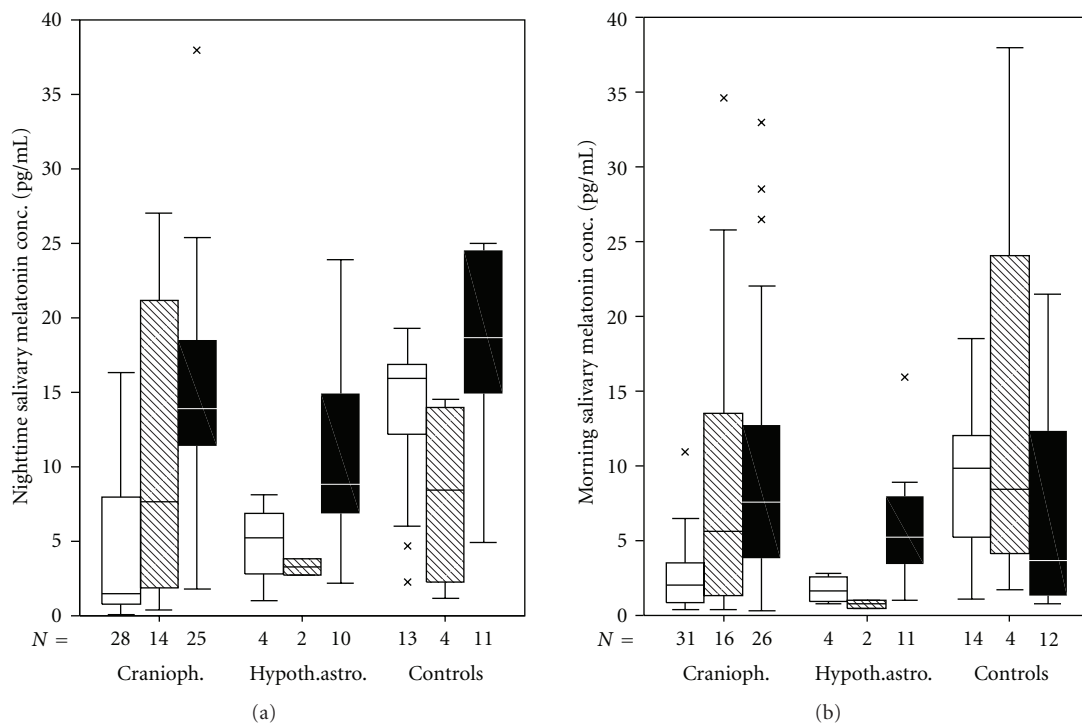 Nighttime salivary melatonin conc. (pg/mL)
40
35
30
25
20
15
10
5
0
N =
28 14 25 4 2 10 13 4 11
Cranioph. Hypoth.astro. Controls
(a)
Morning salivary melatonin conc. (pg/mL)
40
35
30
25
20
15
10
5
0
N =
31 16 26 4 2 11 14 4 12
Cranioph. Hypoth.astro. Controls
(b)